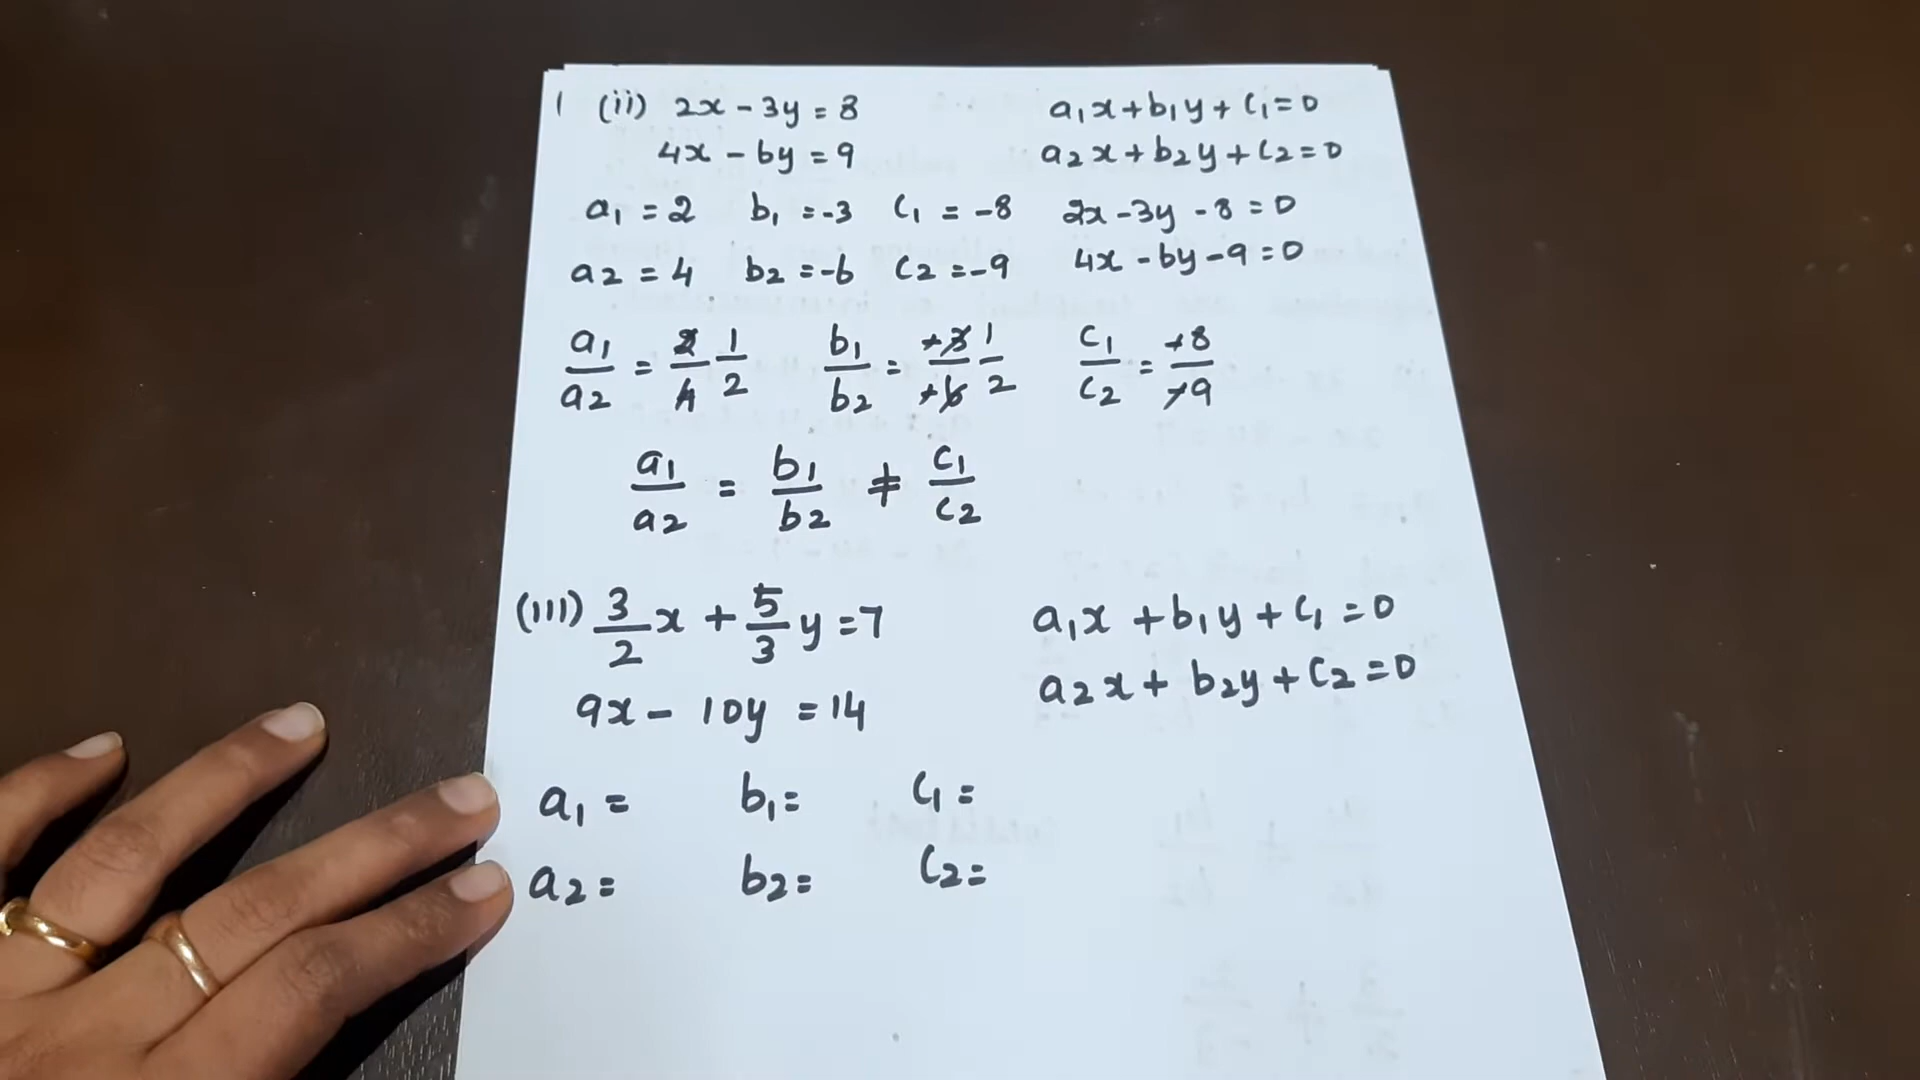 1 (ii) 2x - 3y = 8 a₁x + b₁y + c₁ = 0
4x - 6y = 9 a₂x + b₂y + c₂ = 0
a₁ = 2 b₁ = -3 c₁ = -8 2x - 3y - 8 = 0
a₂ = 4 b₂ = -6 c₂ = -9 4x - 6y - 9 = 0
a₁/a₂ = 2/4 1/2 b₁/b₂ = -3/-6 1/2 c₁/c₂ = -8/-9
a₁/a₂ = b₁/b₂ ≠ c₁/c₂
(iii) 3/2 x + 5/3 y = 7 a₁x + b₁y + c₁ = 0
9x - 10y = 14 a₂x + b₂y + c₂ = 0
a₁ = b₁ = c₁ =
a₂ = b₂ = c₂ =